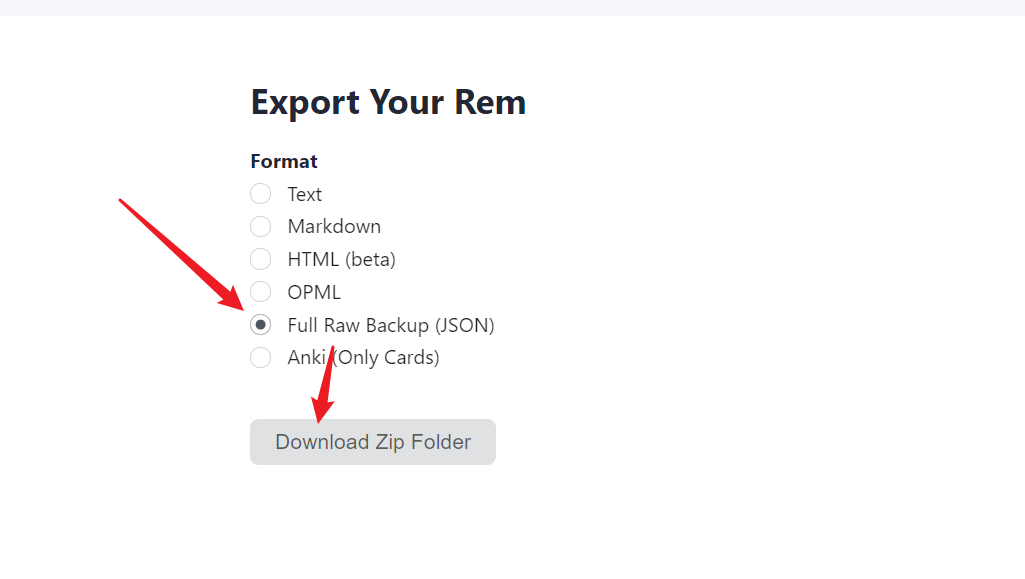 Export Your Rem
Format
Text
Markdown
HTML (beta)
OPML
Full Raw Backup (JSON)
Anki (Only Cards)
Download Zip Folder